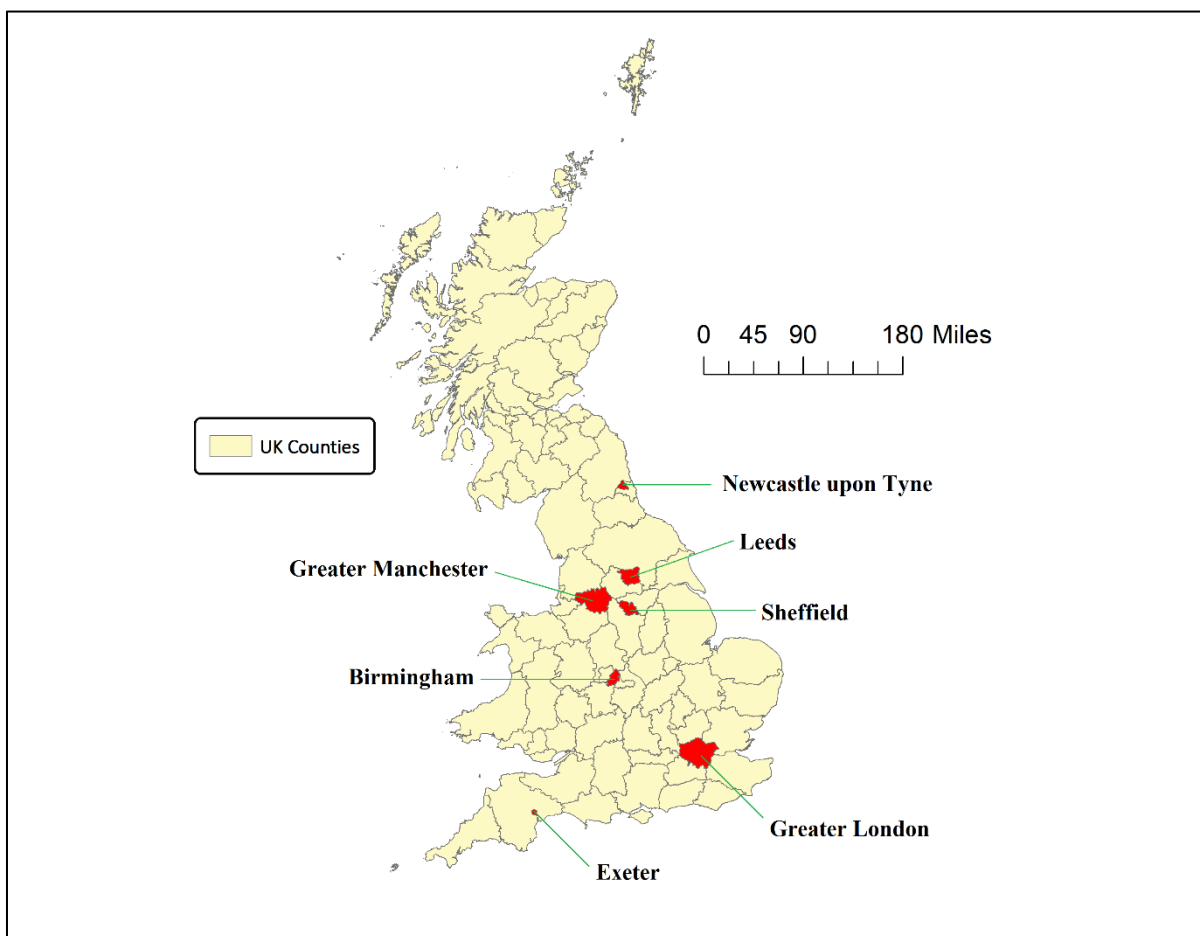 0 45 90 180 Miles
UK Counties
Newcastle upon Tyne
Leeds
Greater Manchester
Sheffield
Birmingham
Greater London
Exeter